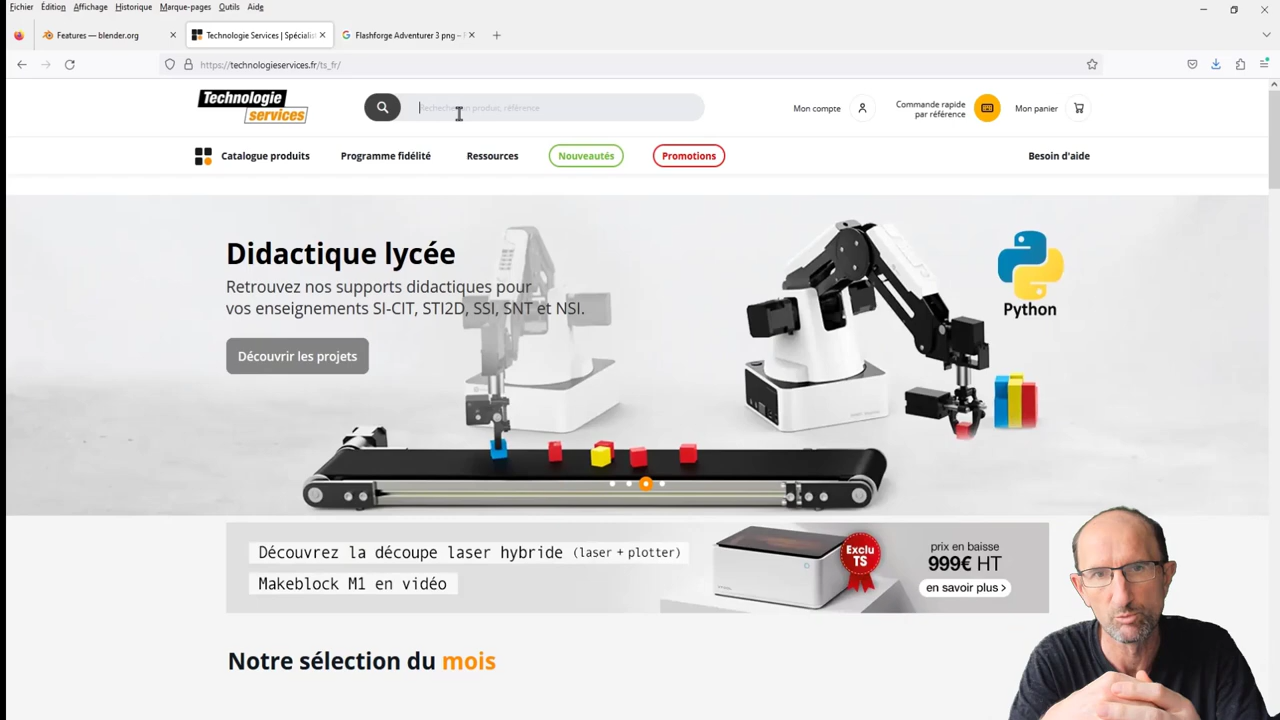 Fichier Édition Affichage Historique Marque-pages Outils Aide
Features — blender.org
Technologie Services | Spécialist
Flashforge Adventurer 3 png – F
https://technologieservices.fr/ts_fr/
Technologie
services
Recherche un produit, référence
Mon compte
Commande rapide
par référence
Mon panier
Catalogue produits
Programme fidélité
Ressources
Nouveautés
Promotions
Besoin d'aide
Didactique lycée
Retrouvez nos supports didactiques pour
vos enseignements SI-CIT, STI2D, SSI, SNT et NSI.
Découvrir les projets
Python
Découvrez la découpe laser hybride (laser + plotter)
Makeblock M1 en vidéo
Exclu
TS
prix en baisse
999€ HT
en savoir plus >
Notre sélection du mois